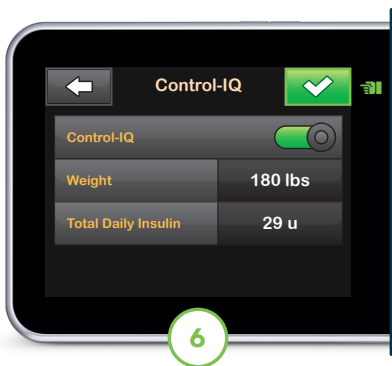 Control-IQ
Control-IQ
Weight 180 lbs
Total Daily Insulin 29 u
6